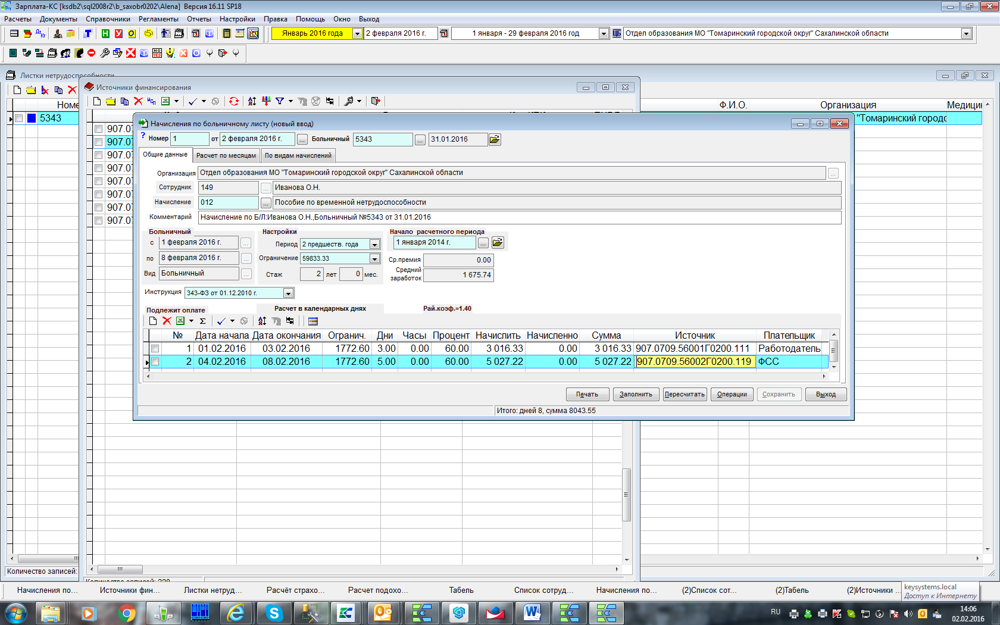 Зарплата-КС [ksdb2\sql2008r2\b_saxobr0202\Alena] Версия 16.11 SP18
Расчеты Документы Справочники Регламенты Отчеты Настройки Правка Помощь Окно Выход
Январь 2016 года 2 февраля 2016 г. 1 января - 29 февраля 2016 год ЦБ Отдел образования МО "Томаринский городской округ" Сахалинской области
Листки нетрудоспособности
Источники финансирования
Номе Ф.И.О. Организация Медицин
5343 "Томаринский городс
907.07
907.07
907.07
907.07
907.07
907.07
907.07
907.07
Начисления по больничному листу (новый ввод)
Номер 1 от 2 февраля 2016 г. ... Больничный 5343 ... 31.01.2016
Общие данные Расчет по месяцам По видам начислений
Организация Отдел образования МО "Томаринский городской округ" Сахалинской области ...
Сотрудник 149 ... Иванова О.Н.
Начисление 012 ... Пособие по временной нетрудоспособности
Комментарий Начисление по Б/Л:Иванова О.Н.,Больничный №5343 от 31.01.2016
Больничный Настройки Начало расчетного периода
с 1 февраля 2016 г. ... Период 2 предшеств. года 1 января 2014 г. ...
по 8 февраля 2016 г. ... Ограничение 59833.33 Ср.премия 0.00
Вид Больничный ... Стаж 2 лет 0 мес. Средний заработок 1 675.74
Инструкция 343-ФЗ от 01.12.2010 г.
Подлежит оплате Расчет в календарных днях Рай.коэф.=1.40
№ Дата начала Дата окончания Огранич. Дни Часы Процент Начислить Начисленно Сумма Источник Плательщик
1 01.02.2016 03.02.2016 1772.60 3.00 0.00 60.00 3 016.33 0.00 3 016.33 907.0709.56001Г0200.111 Работодатель
2 04.02.2016 08.02.2016 1772.60 5.00 0.00 60.00 5 027.22 0.00 5 027.22 907.0709.56002Г0200.119 ФСС
Печать Заполнить Пересчитать Операции Сохранить Выход
Итого: дней 8, сумма 8043.55
Количество записей:
Количество записей: 228
Начисления по... Источники фин... Листки нетруд... Расчёт страхо... Расчет подохо... Табель Список сотруд... Начисления по... (2)Список сот... (2)Табель (2)Источники ...
keysystems.local
Доступ к Интернету
RU 14:06
02.02.2016